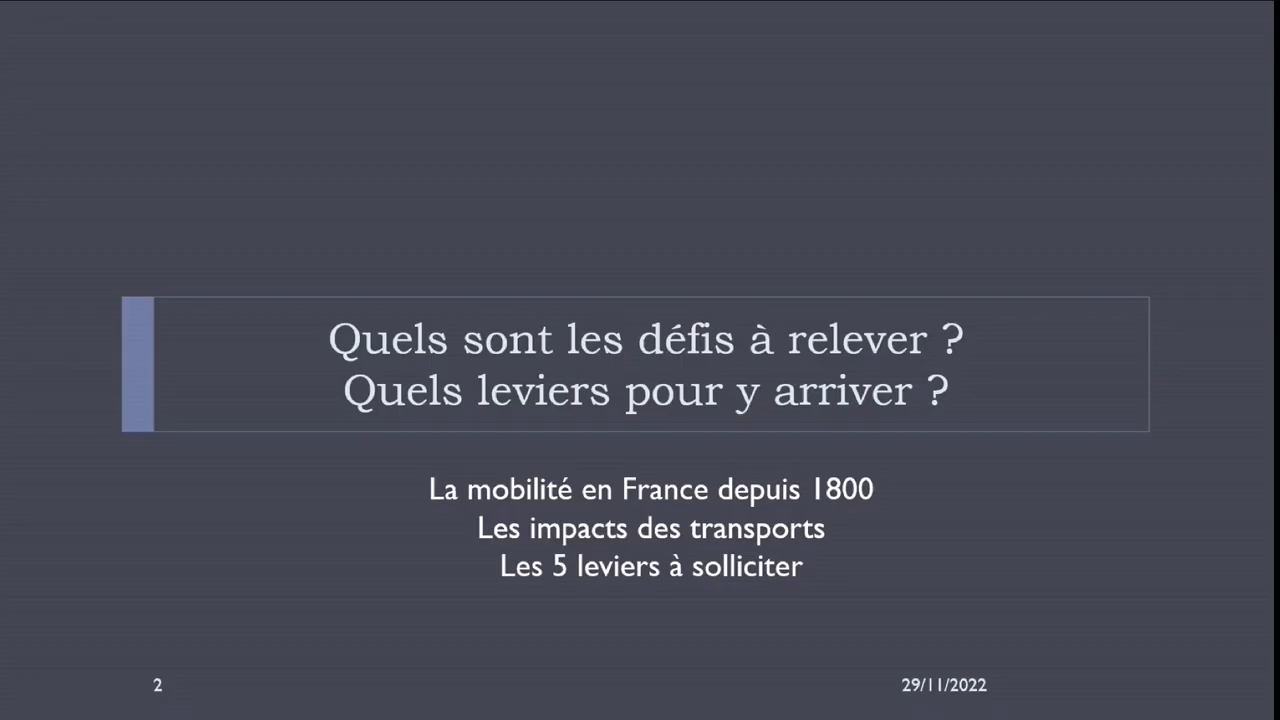 Quels sont les défis à relever ?
Quels leviers pour y arriver ?
La mobilité en France depuis 1800
Les impacts des transports
Les 5 leviers à solliciter
2
29/11/2022